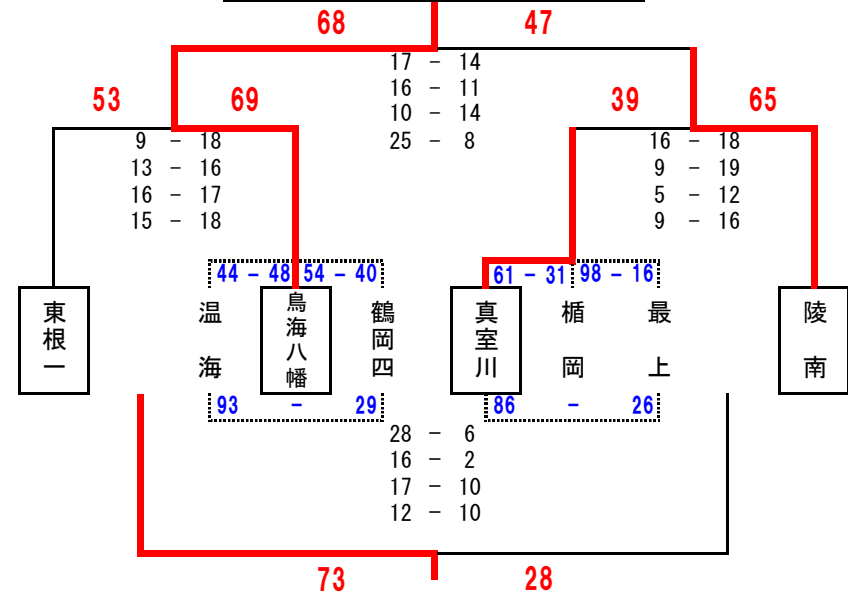 68 47
17 - 14
16 - 11
10 - 14
25 - 8
53 69
39 65
9 - 18
13 - 16
16 - 17
15 - 18
16 - 18
9 - 19
5 - 12
9 - 16
44 - 48 54 - 40
61 - 31 98 - 16
東根一
温海
鳥海八幡
鶴岡四
真室川
楯岡
最上
陵南
93 - 29
86 - 26
28 - 6
16 - 2
17 - 10
12 - 10
73 28